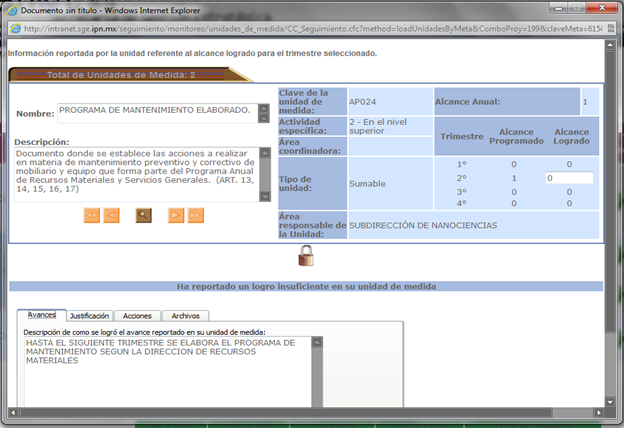 Documento sin título - Windows Internet Explorer
http://intranet.sge.ipn.mx/seguimiento/monitoreo/unidades_de_medida/CC_Seguimiento.cfc?method=loadUnidadesByMeta&ComboProy=199&claveMeta=6154
Información reportada por la unidad referente al alcance logrado para el trimestre seleccionado.
Total de Unidades de Medida: 2
Nombre:
PROGRAMA DE MANTENIMIENTO ELABORADO.
Descripción:
Documento donde se establece las acciones a realizar
en materia de mantenimiento preventivo y correctivo de
mobiliario y equipo que forma parte del Programa Anual
de Recursos Materiales y Servicios Generales. (ART. 13,
14, 15, 16, 17)
Clave de la
unidad de
medida:
AP024
Alcance Anual:
1
Actividad
específica:
2 - En el nivel
superior
Área
coordinadora:
Tipo de
unidad:
Sumable
Trimestre
Alcance
Programado
Alcance
Logrado
1º 0 0
2º 1 0
3º 0 0
4º 0 0
Área
responsable de
la Unidad:
SUBDIRECCIÓN DE NANOCIENCIAS
Ha reportado un logro insuficiente en su unidad de medida
Avances Justificación Acciones Archivos
Descripción de como se logró el avance reportado en su unidad de medida:
HASTA EL SIGUIENTE TRIMESTRE SE ELABORA EL PROGRAMA DE
MANTENIMIENTO SEGUN LA DIRECCION DE RECURSOS
MATERIALES